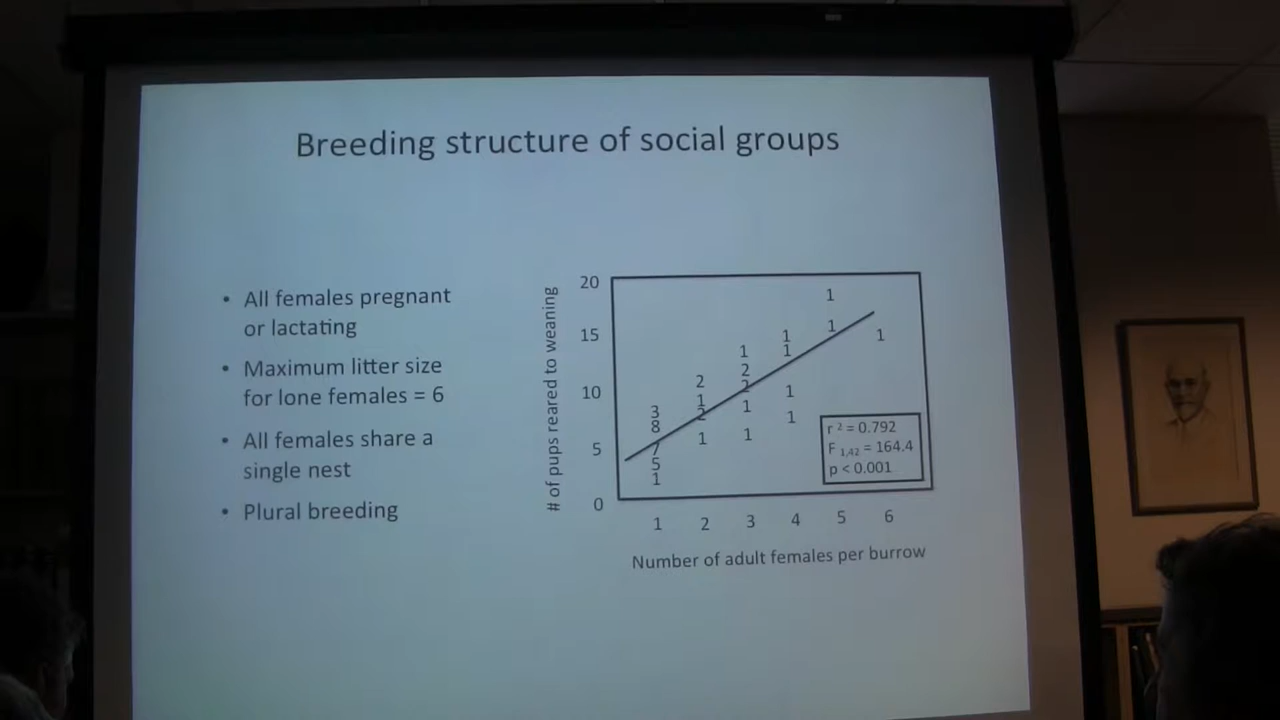 Breeding structure of social groups
• All females pregnant
or lactating
• Maximum litter size
for lone females = 6
• All females share a
single nest
• Plural breeding
# of pups reared to weaning
20
15
10
5
0
1
1
1
1
1
1
1
2
2
1
2
2
1
1
1
1
1
3
8
7
5
1
r² = 0.792
F 1,42 = 164.4
p < 0.001
1 2 3 4 5 6
Number of adult females per burrow